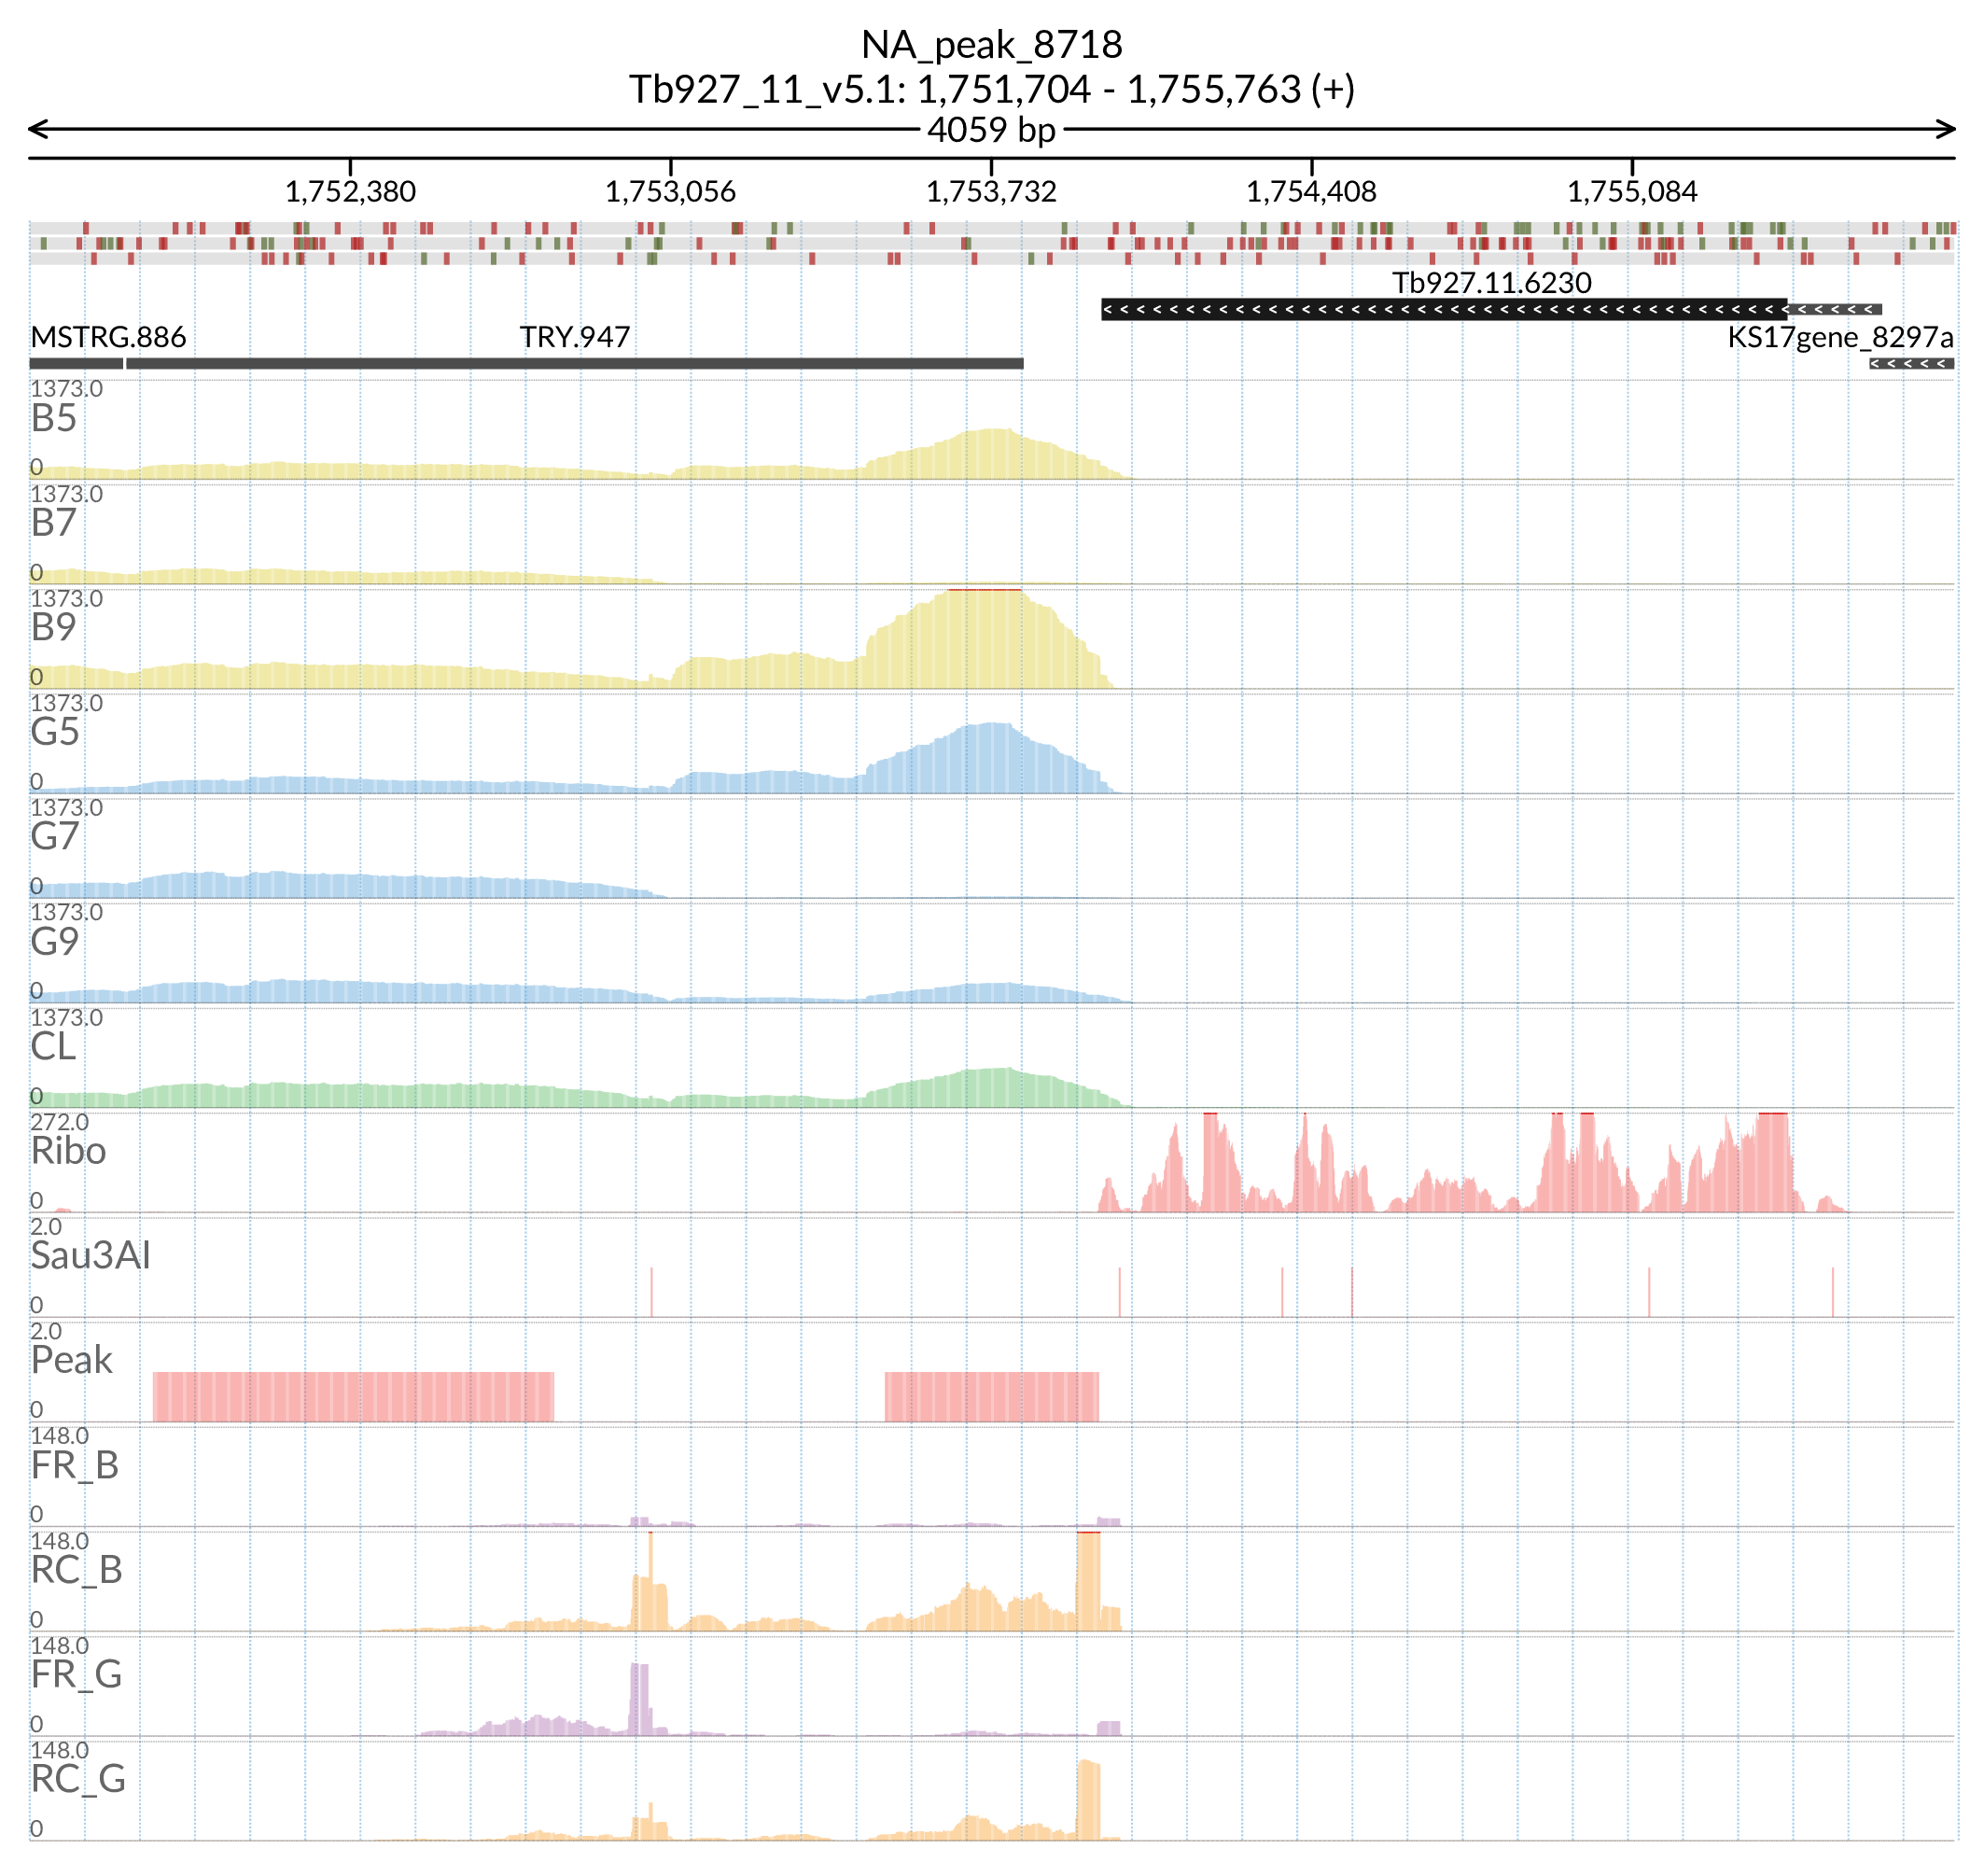 NA_peak_8718
Tb927_11_v5.1: 1,751,704 - 1,755,763 (+)
4059 bp
1,752,380 1,753,056 1,753,732 1,754,408 1,755,084
Tb927.11.6230
MSTRG.886 TRY.947 KS17gene_8297a
1373.0
B5
0
1373.0
B7
0
1373.0
B9
0
1373.0
G5
0
1373.0
G7
0
1373.0
G9
0
1373.0
CL
0
272.0
Ribo
0
2.0
Sau3AI
0
2.0
Peak
0
148.0
FR_B
0
148.0
RC_B
0
148.0
FR_G
0
148.0
RC_G
0